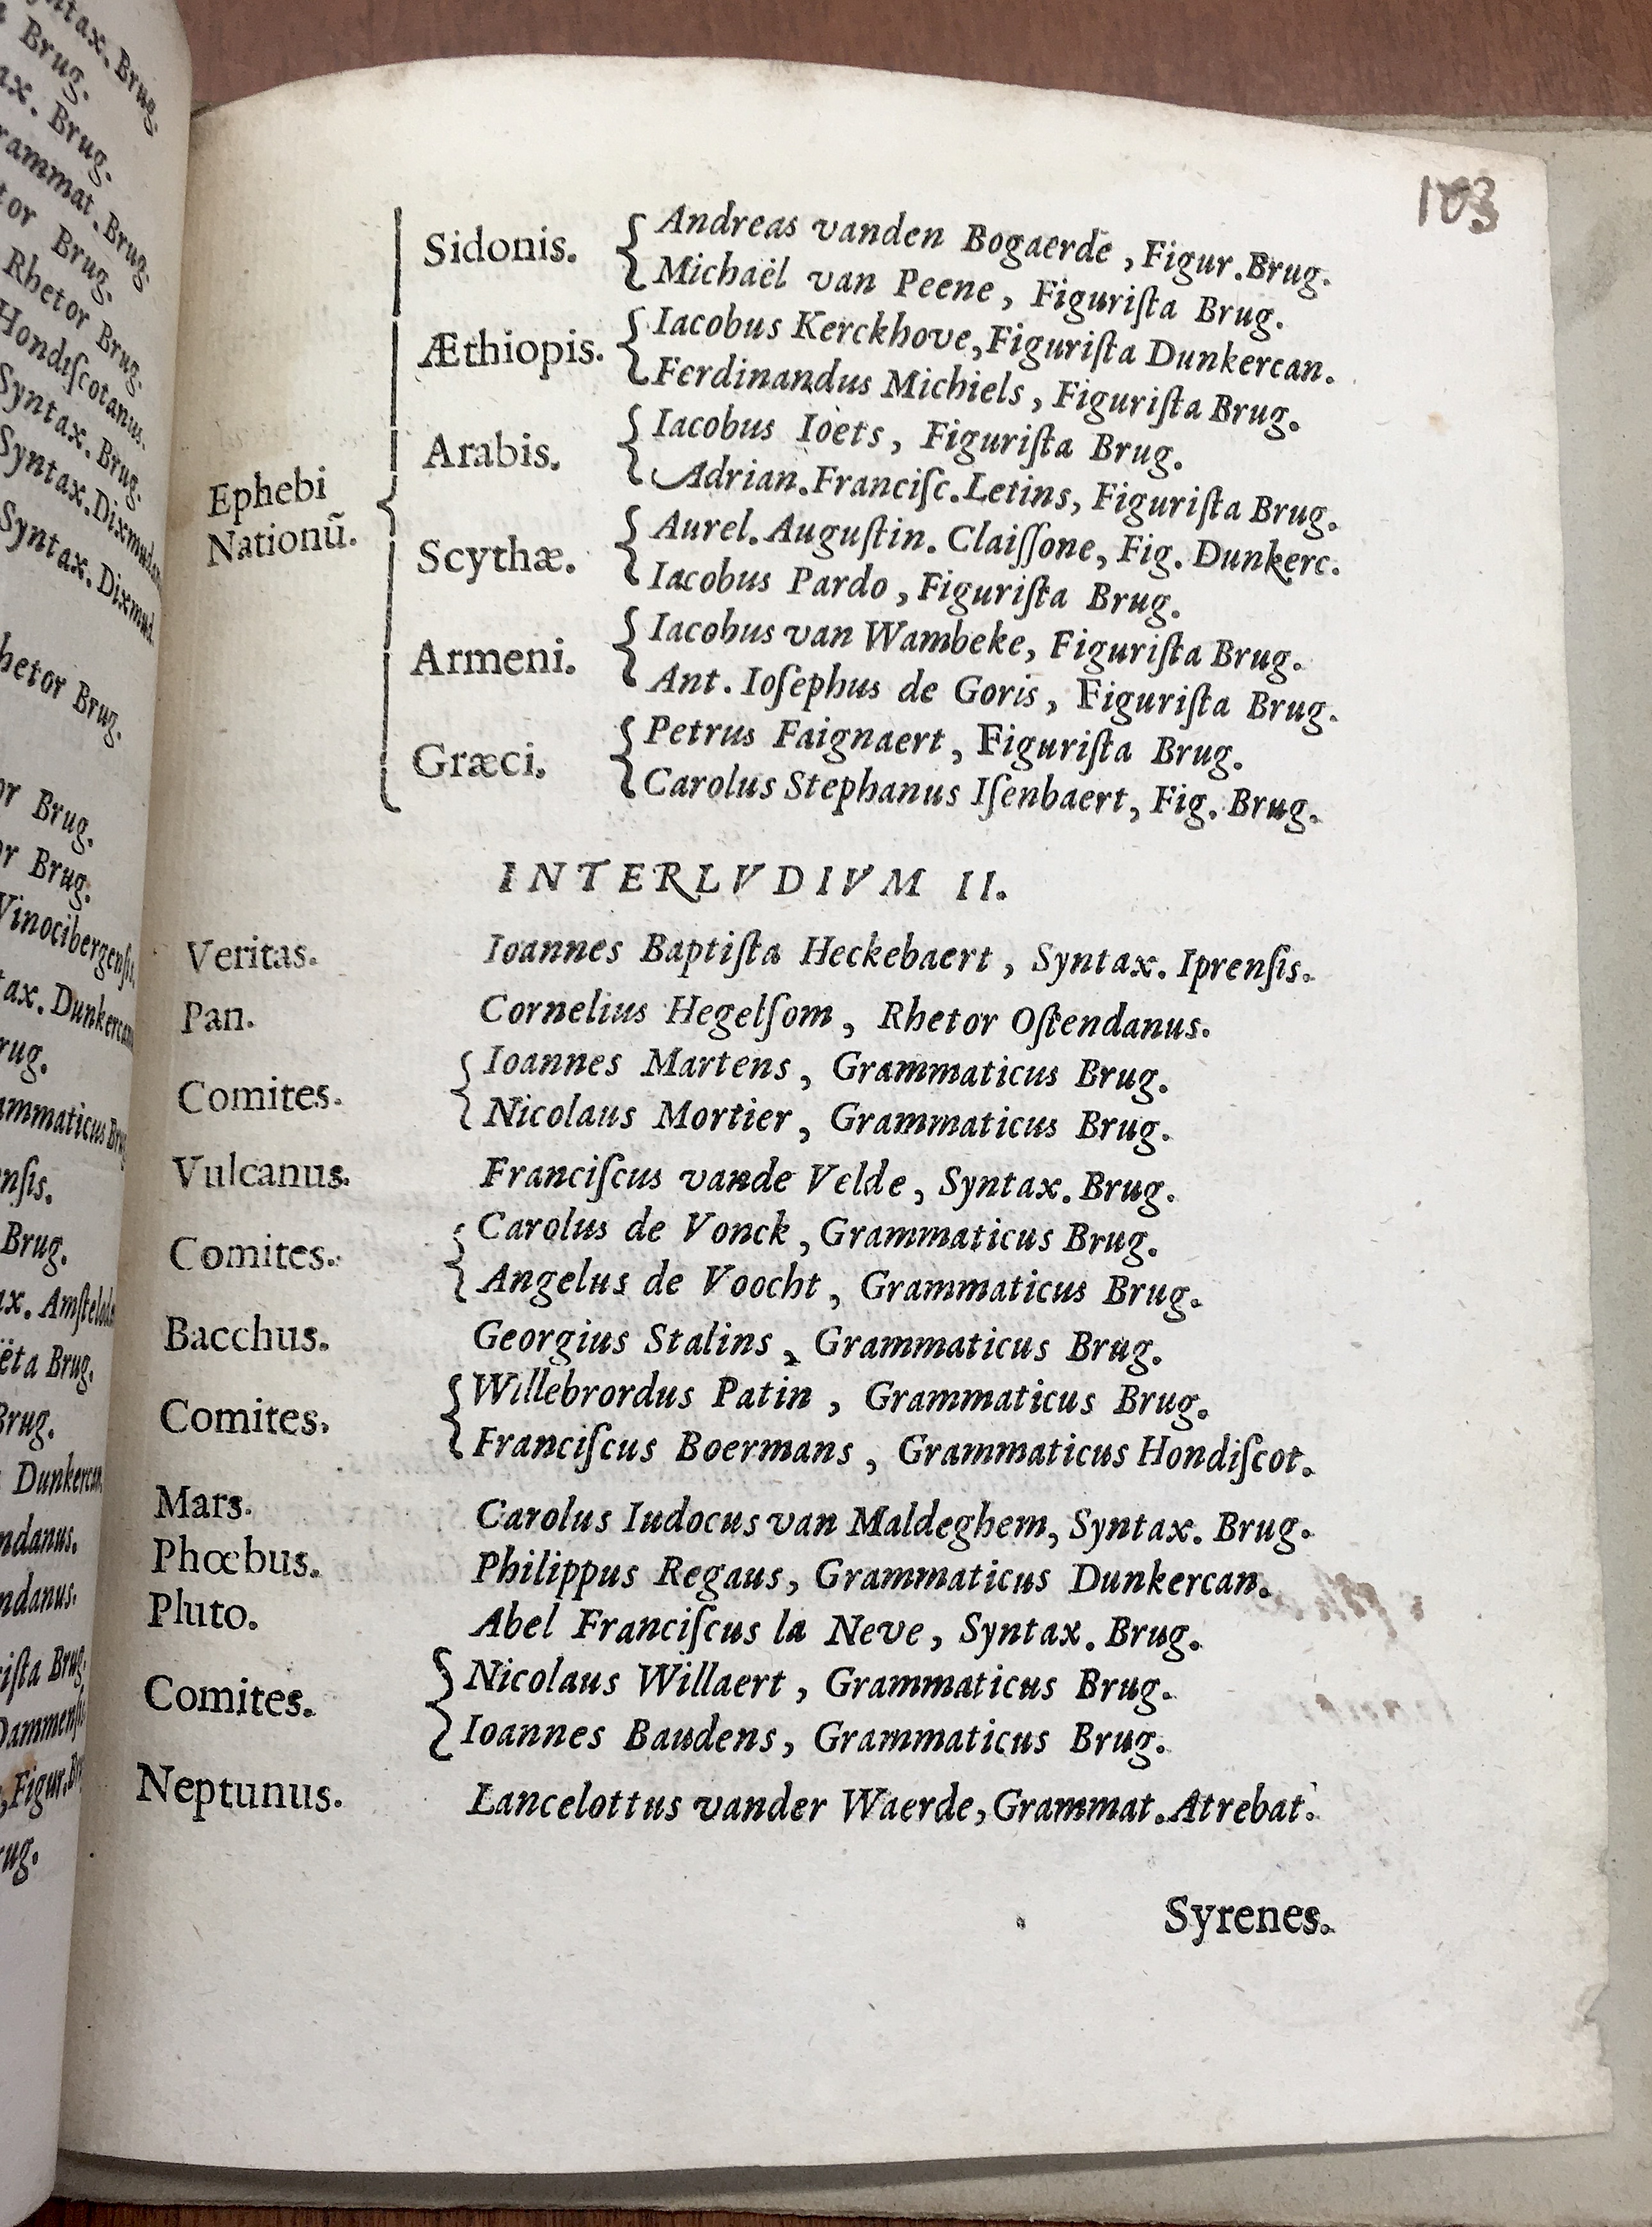 103
Sidonis. { Andreas vanden Bogaerde , Figur. Brug.
Michaël van Peene , Figuriſta Brug.
Æthiopis. { Iacobus Kerckhove, Figuriſta Dunkercan.
Ferdinandus Michiels , Figuriſta Brug.
Arabis. { Iacobus Ioëts , Figuriſta Brug.
Adrian. Franciſc. Letins, Figuriſta Brug.
Ephebi
Nationū.
Scythæ. { Aurel. Auguſtin. Claiſſone, Fig. Dunkerc.
Iacobus Pardo , Figuriſta Brug.
Armeni. { Iacobus van Wambeke, Figuriſta Brug.
Ant. Ioſephus de Goris , Figuriſta Brug.
Græci. { Petrus Faignaert , Figuriſta Brug.
Carolus Stephanus Iſenbaert, Fig. Brug.
INTERLVDIVM II.
Veritas. Ioannes Baptiſta Heckebaert , Syntax. Iprenſis.
Pan. Cornelius Hegelſom , Rhetor Oſtendanus.
Comites. { Ioannes Martens , Grammaticus Brug.
Nicolaus Mortier , Grammaticus Brug.
Vulcanus. Franciſcus vande Velde , Syntax. Brug.
Comites. { Carolus de Vonck , Grammaticus Brug.
Angelus de Voocht , Grammaticus Brug.
Bacchus. Georgius Stalins , Grammaticus Brug.
Comites. { Willebrordus Patin , Grammaticus Brug.
Franciſcus Boermans , Grammaticus Hondiſcot.
Mars. Carolus Iudocus van Maldeghem, Syntax. Brug.
Phœbus. Philippus Regaus, Grammaticus Dunkercan.
Pluto. Abel Franciſcus la Neve , Syntax. Brug.
Comites. { Nicolaus Willaert , Grammaticus Brug.
Ioannes Baudens, Grammaticus Brug.
Neptunus. Lancelottus vander Waerde, Grammat. Atrebat.
Syrenes.